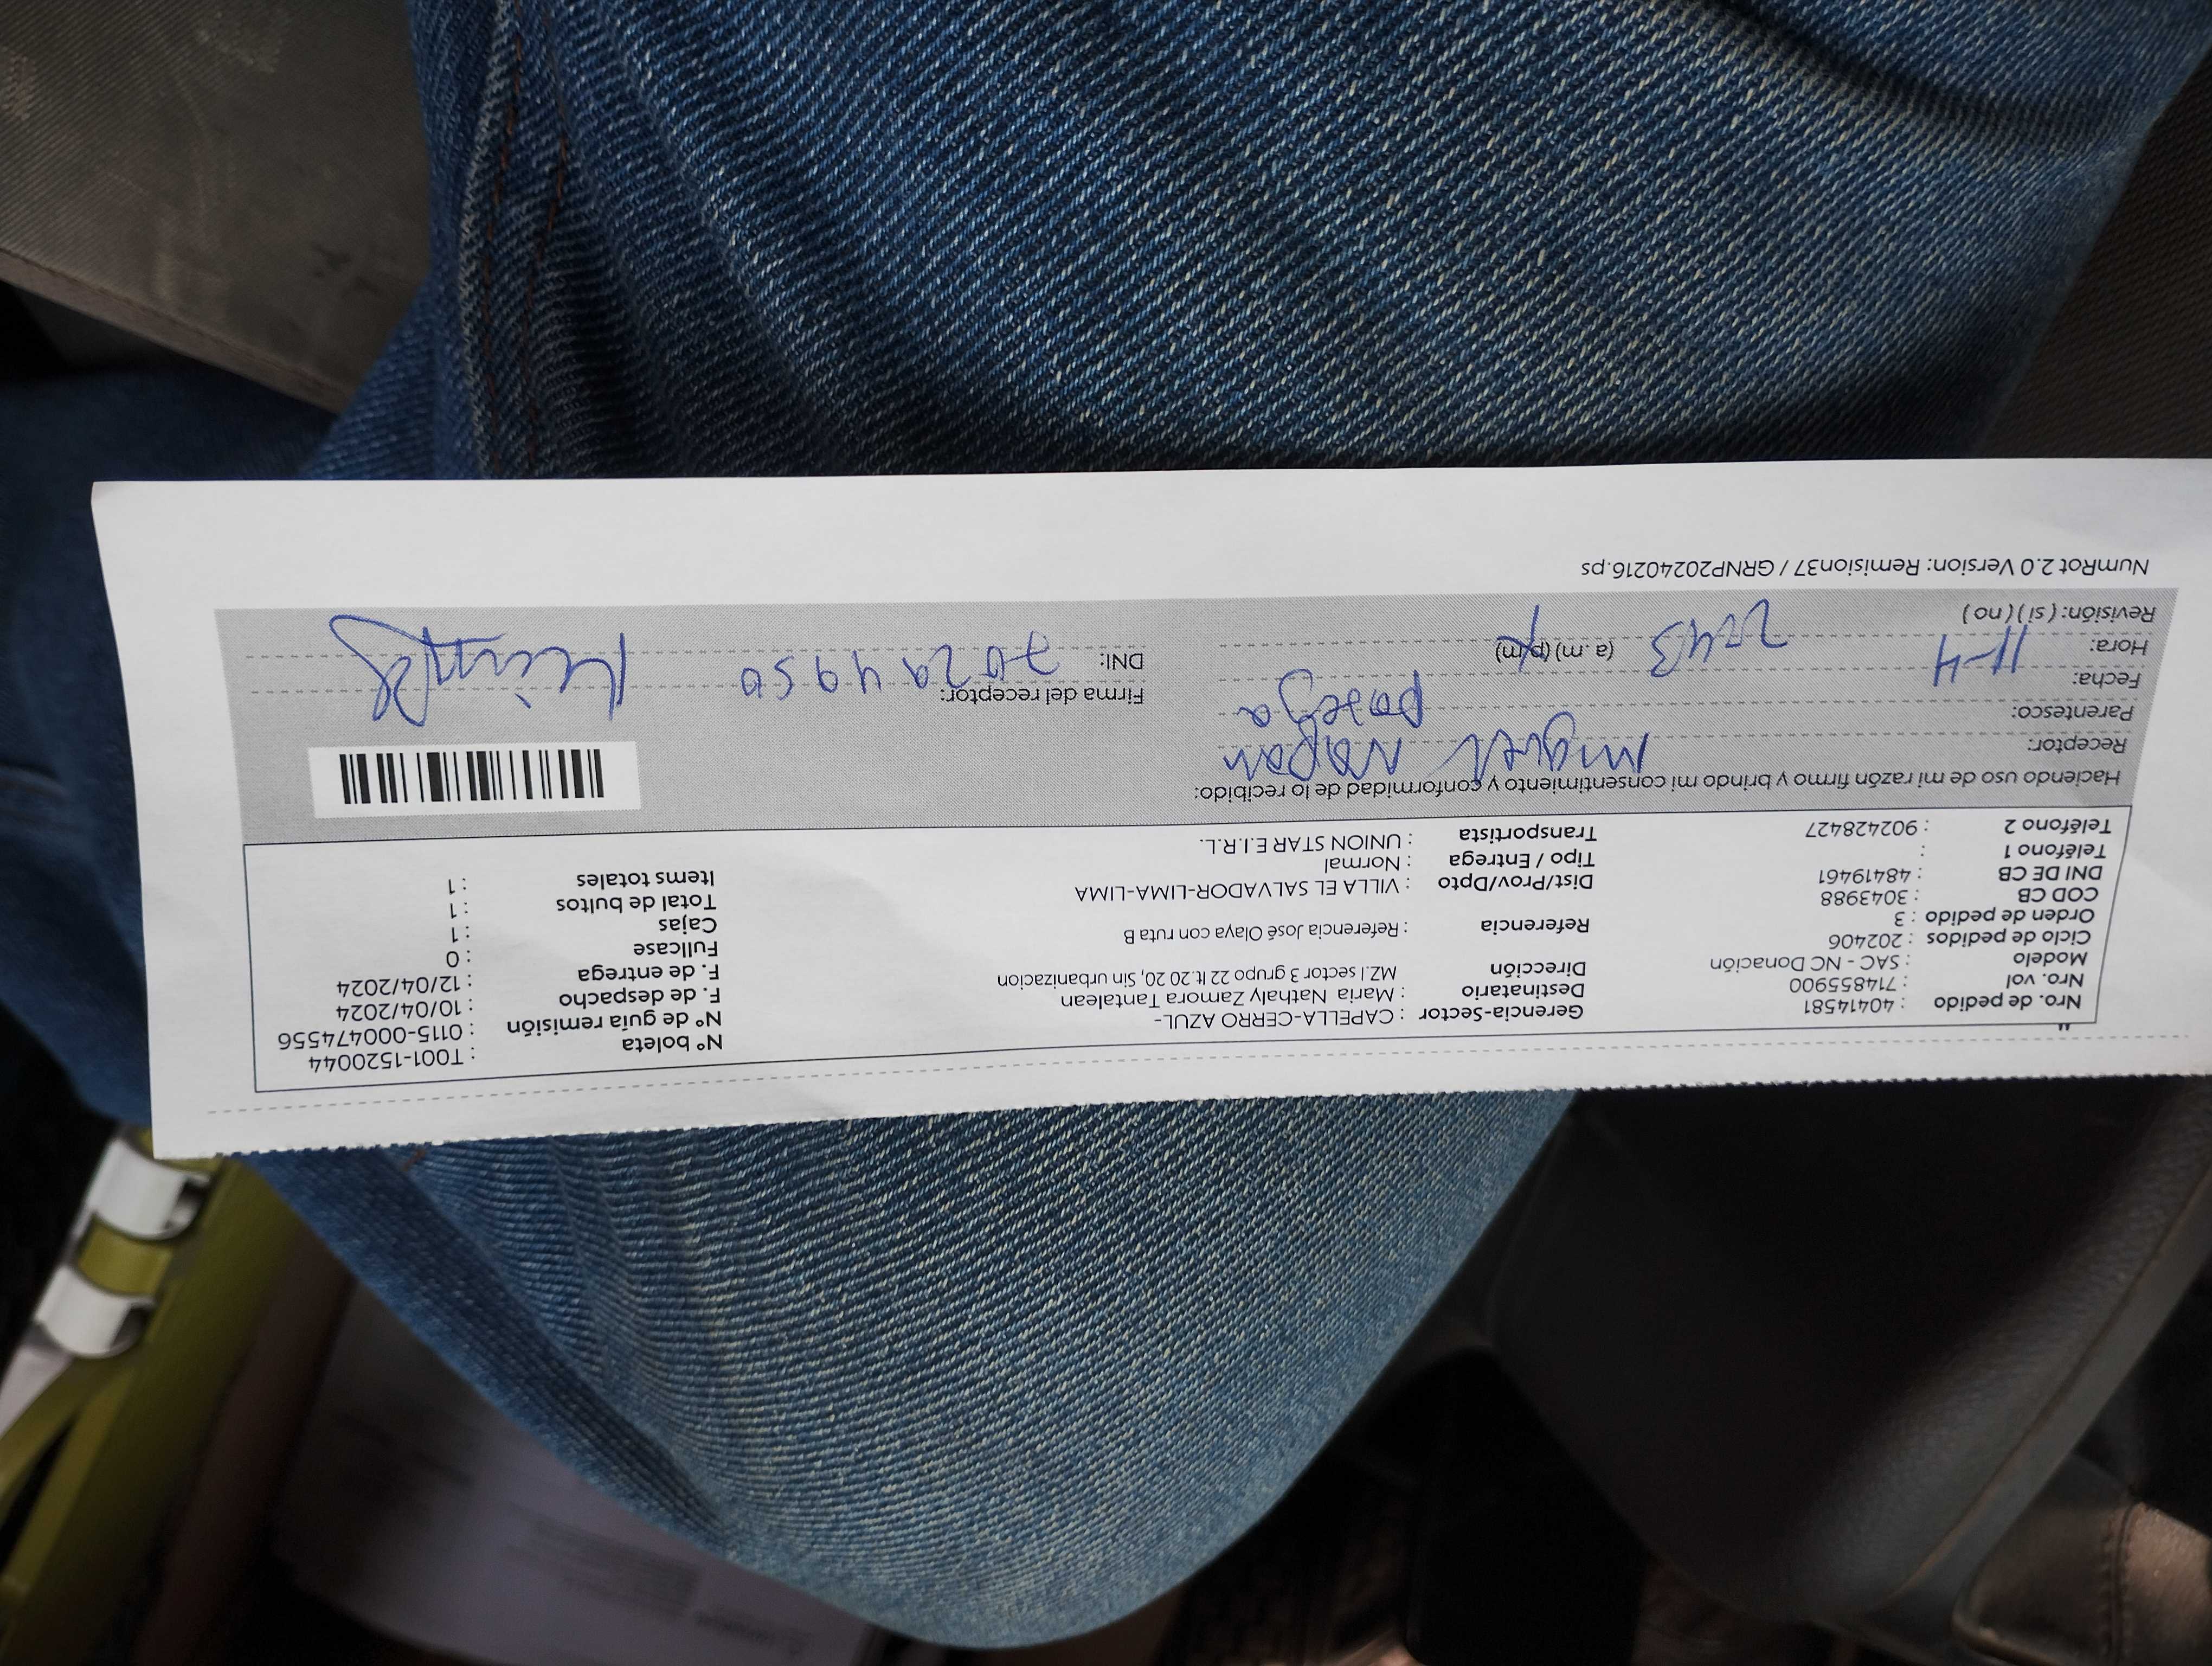 Nro. de pedido : 40414581
Nro. vol : 714855900
Modelo : SAC - NC Donación
Ciclo de pedidos : 202406
Orden de pedido : 3
COD CB : 3043988
DNI DE CB : 48419461
Teléfono 1 :
Teléfono 2 : 902428427
Gerencia-Sector : CAPELLA-CERRO AZUL-
Destinatario : Maria Nathaly Zamora Tantalean
Dirección MZ.I sector 3 grupo 22 lt 20 20, Sin urbanizacion
Referencia : Referencia José Olaya con ruta B
Dist/Prov/Dpto : VILLA EL SALVADOR-LIMA-LIMA
Tipo / Entrega : Normal
Transportista : UNION STAR E.I.R.L.
N° boleta : T001-1520044
N° de guía remisión : 0115-000474556
F. de despacho : 10/04/2024
F. de entrega : 12/04/2024
Fullcase : 0
Cajas : 1
Total de bultos : 1
Items totales : 1
Haciendo uso de mi razón firmo y brindo mi consentimiento y conformidad de lo recibido:
Receptor: Miguel Napan
Parentesco: pareja
Fecha: 11-4
Hora: 2:43 (a.m) (p.m)
Revisión: ( si ) ( no )
Firma del receptor:
DNI: 70294950
NumRot 2.0 Version: Remision37 / GRNP20240216.ps